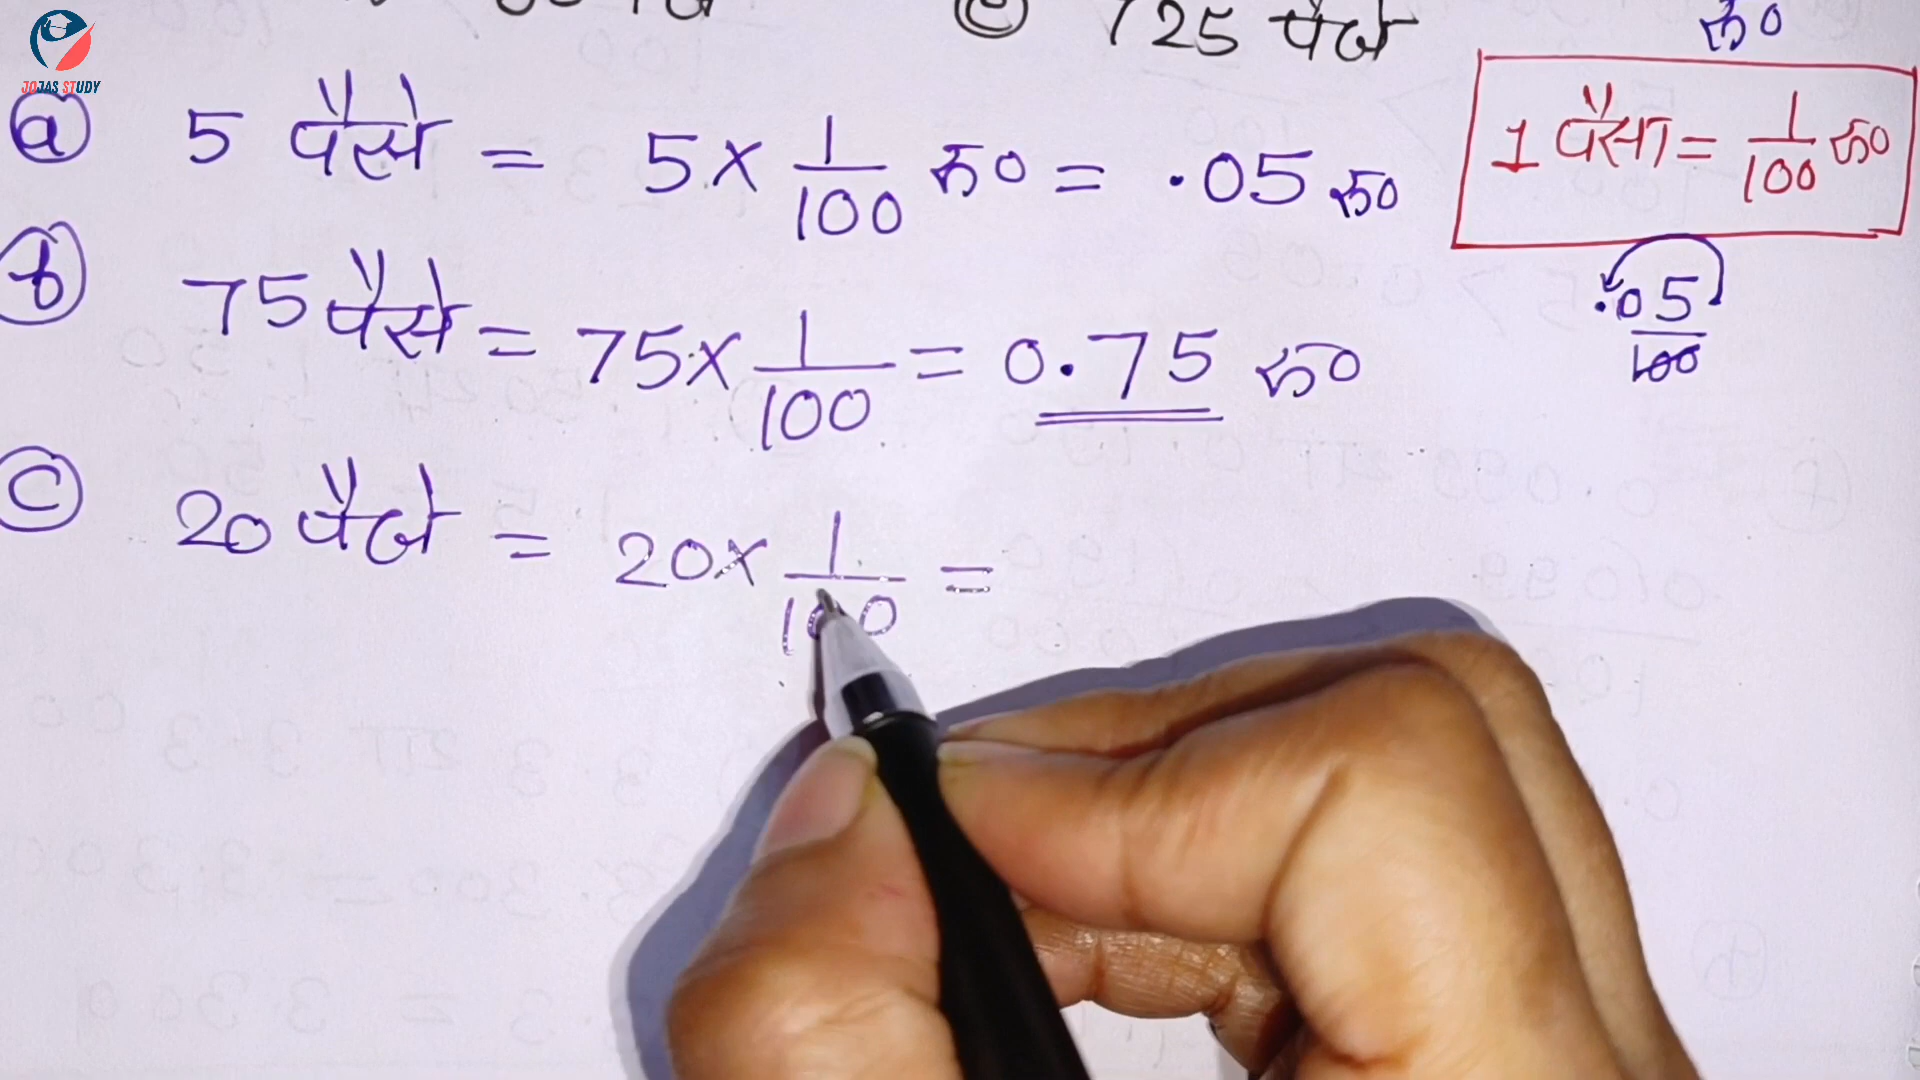 ⓔ 725 पैसे
रु०
JOJAS STUDY
1 पैसा = 1/100 रु०
ⓐ 5 पैसे = 5 × 1/100 रु० = .05 रु०
.05/100
ⓑ 75 पैसे = 75 × 1/100 = 0.75 रु०
ⓒ 20 पैसे = 20 × 1/100 =